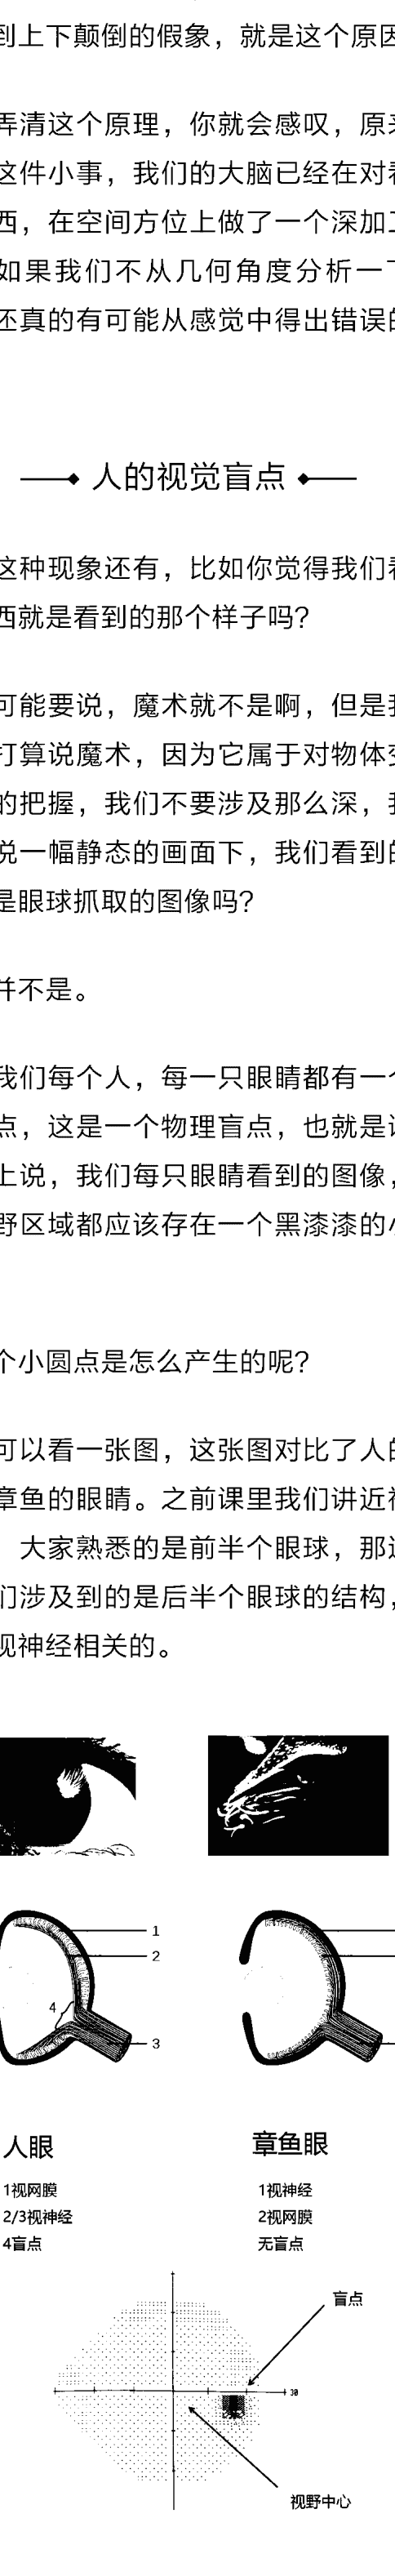 到上下颠倒的假象，就是这个原因
弄清这个原理，你就会感叹，原来
这件小事，我们的大脑已经在对看
西，在空间方位上做了一个深加工
如果我们不从几何角度分析一下
还真的有可能从感觉中得出错误的
人的视觉盲点
这种现象还有，比如你觉得我们看
西就是看到的那个样子吗？
可能要说，魔术就不是啊，但是我
打算说魔术，因为它属于对物体变
的把握，我们不要涉及那么深，我
说一幅静态的画面下，我们看到的
是眼球抓取的图像吗？
并不是。
我们每个人，每一只眼睛都有一个
点，这是一个物理盲点，也就是说
上说，我们每只眼睛看到的图像，
野区域都应该存在一个黑漆漆的小
个小圆点是怎么产生的呢？
可以看一张图，这张图对比了人的
章鱼的眼睛。之前课里我们讲近视
大家熟悉的是前半个眼球，那这
们涉及到的是后半个眼球的结构，
视神经相关的。
1
2
4
3
人眼
章鱼眼
1视网膜
2/3视神经
4盲点
1视神经
2视网膜
无盲点
盲点
30
视野中心